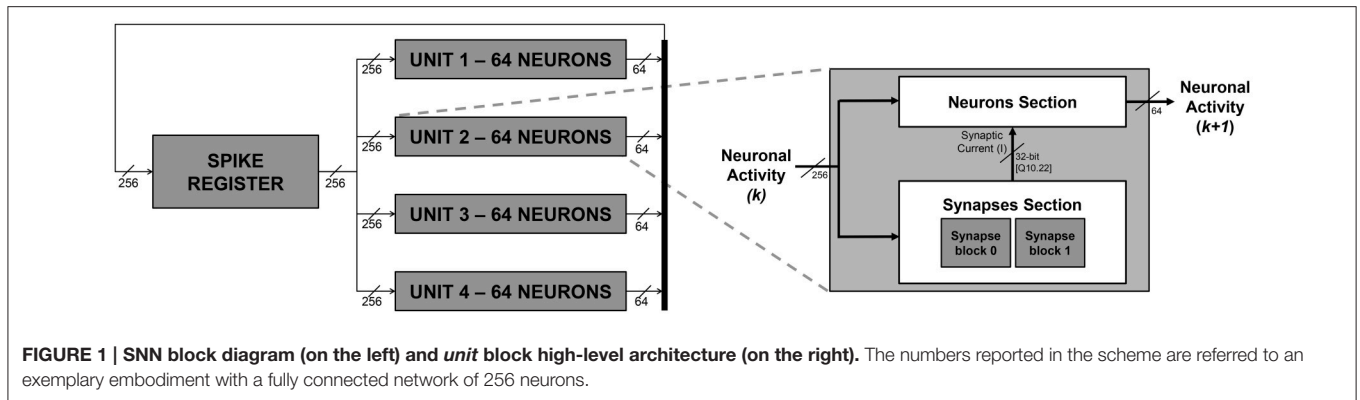 UNIT 1 – 64 NEURONS
256
64
UNIT 2 – 64 NEURONS
256
64
SPIKE
REGISTER
256
256
UNIT 3 – 64 NEURONS
256
64
UNIT 4 – 64 NEURONS
256
64
Neuronal
Activity
(k)
256
Neurons Section
Synaptic
Current (I)
32-bit
[Q10.22]
64
Neuronal
Activity
(k+1)
Synapses Section
Synapse
block 0
Synapse
block 1
FIGURE 1 | SNN block diagram (on the left) and unit block high-level architecture (on the right). The numbers reported in the scheme are referred to an
exemplary embodiment with a fully connected network of 256 neurons.